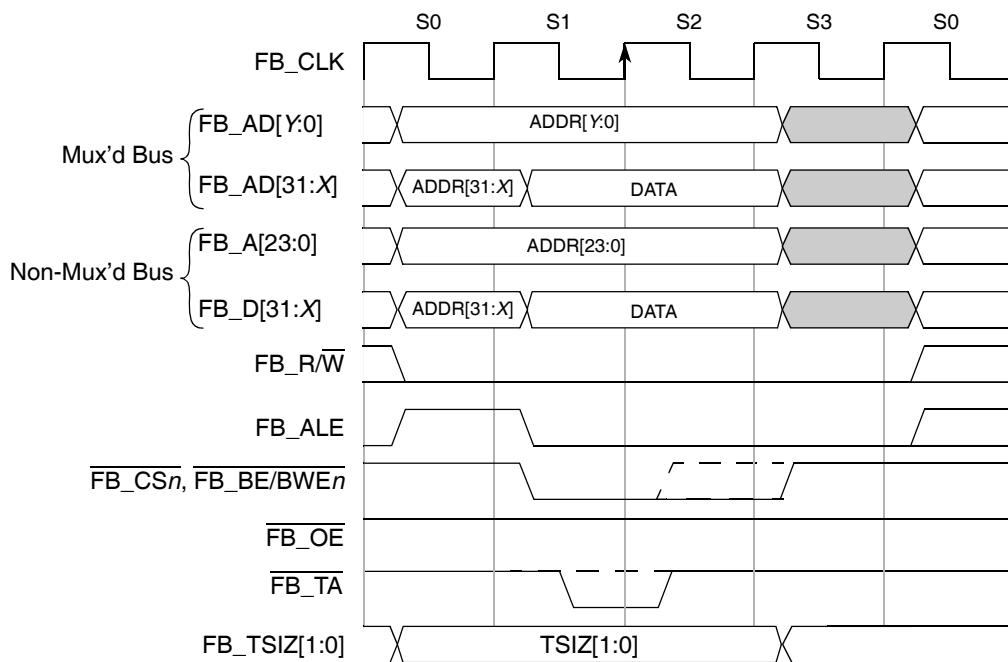 S0 S1 S2 S3 S0
FB_CLK
FB_AD[Y:0] ADDR[Y:0]
Mux'd Bus
FB_AD[31:X] ADDR[31:X] DATA
FB_A[23:0] ADDR[23:0]
Non-Mux'd Bus
FB_D[31:X] ADDR[31:X] DATA
FB_R/W
FB_ALE
FB_CSn, FB_BE/BWEn
FB_OE
FB_TA
FB_TSIZ[1:0] TSIZ[1:0]